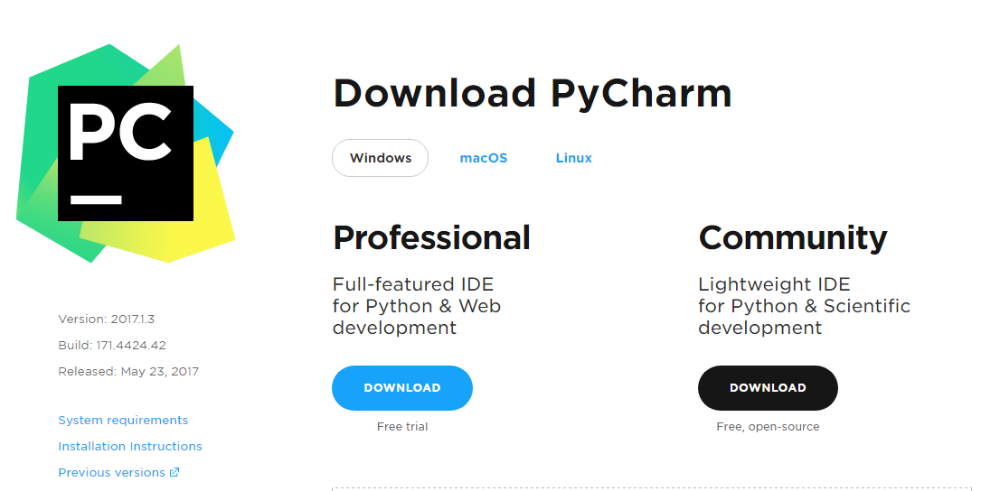 PC
Version: 2017.1.3
Build: 171.4424.42
Released: May 23, 2017
System requirements
Installation Instructions
Previous versions
Download PyCharm
Windows
macOS
Linux
Professional
Full-featured IDE
for Python & Web
development
DOWNLOAD
Free trial
Community
Lightweight IDE
for Python & Scientific
development
DOWNLOAD
Free, open-source